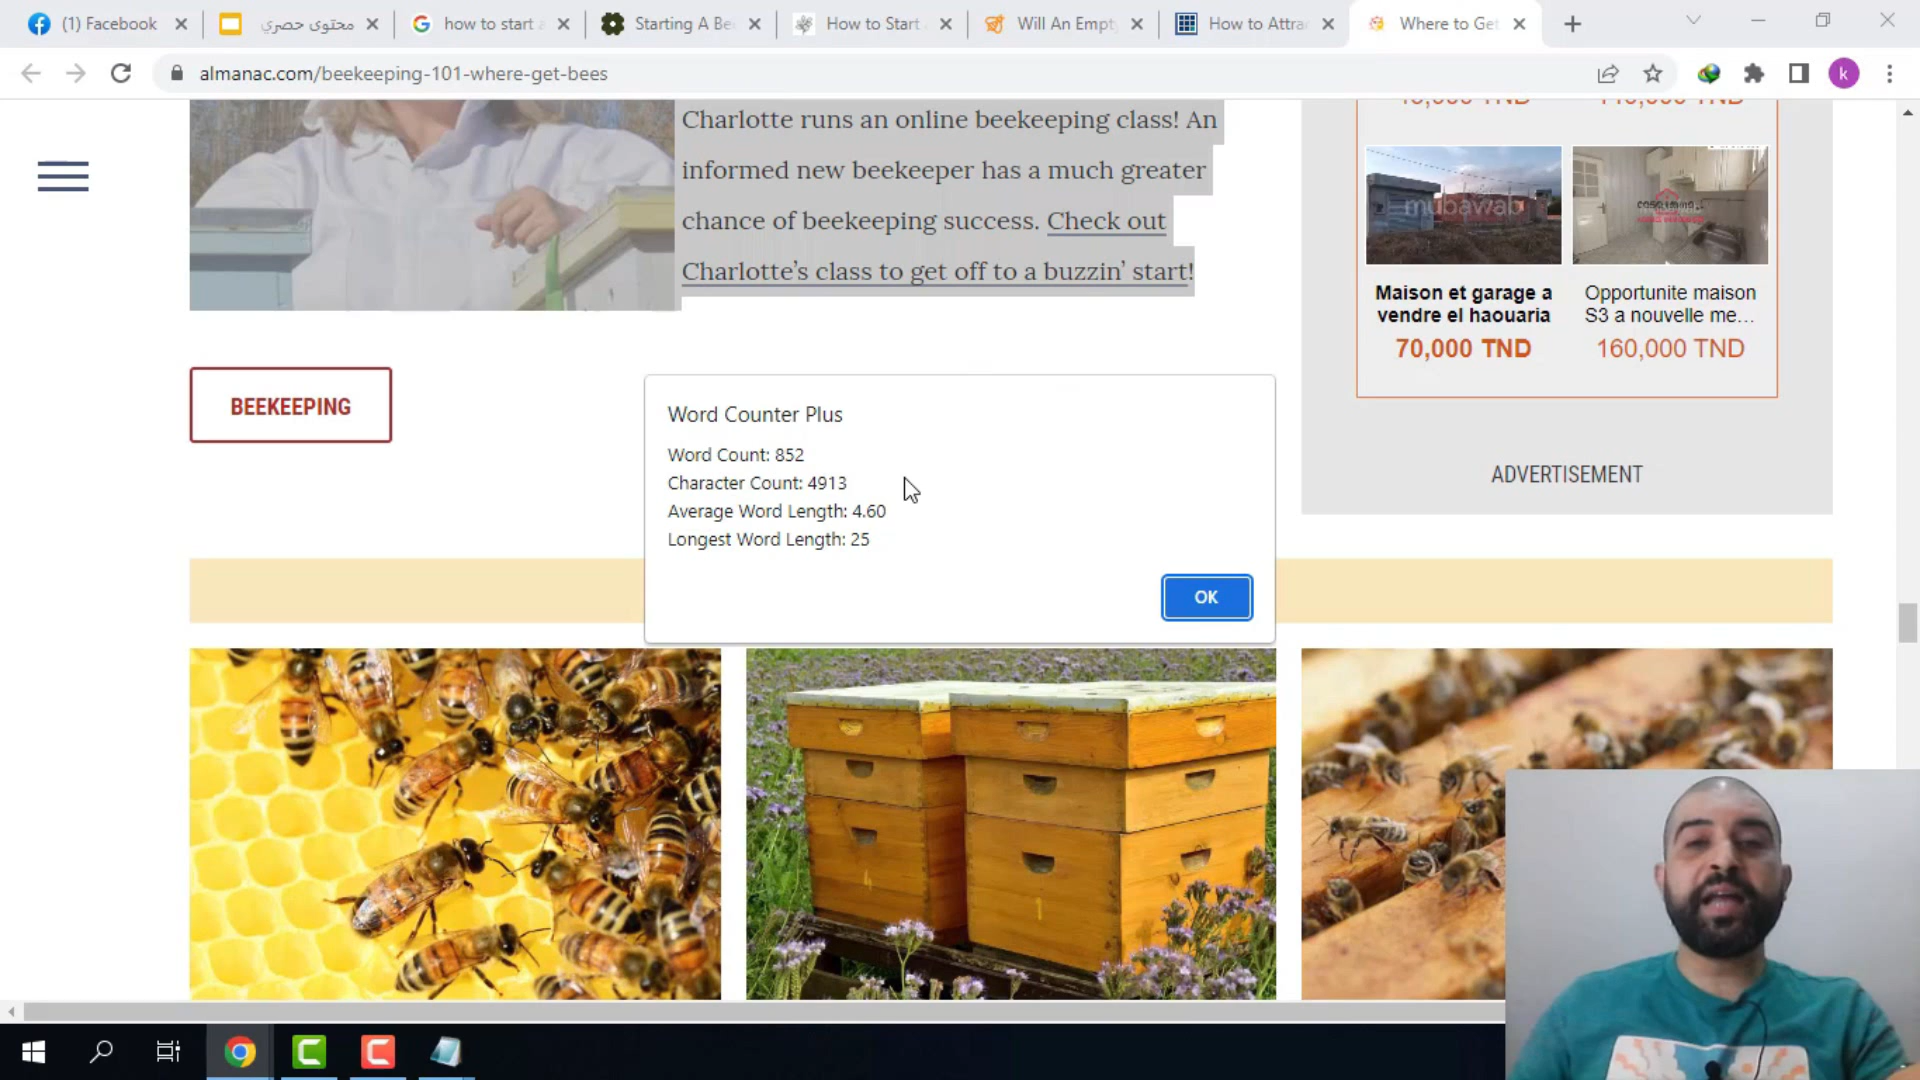 (1) Facebook
محتوى حصري
how to start
Starting A Be
How to Start
Will An Empt
How to Attra
Where to Get
almanac.com/beekeeping-101-where-get-bees
k
Charlotte runs an online beekeeping class! An
informed new beekeeper has a much greater
chance of beekeeping success. Check out
Charlotte’s class to get off to a buzzin’ start!
BEEKEEPING
mubawab
Maison et garage a
vendre el haouaria
70,000 TND
Opportunite maison
S3 a nouvelle me...
160,000 TND
ADVERTISEMENT
Word Counter Plus
Word Count: 852
Character Count: 4913
Average Word Length: 4.60
Longest Word Length: 25
OK